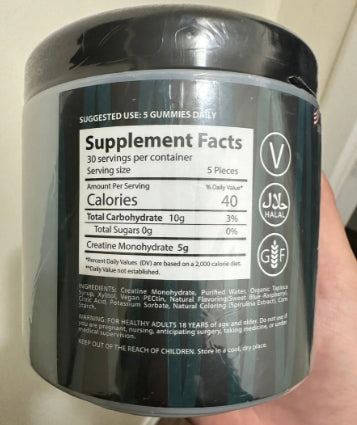 SUGGESTED USE: 5 GUMMIES DAILY
Supplement Facts
30 servings per container
Serving size 5 Pieces
Amount Per Serving % Daily Value*
Calories 40
Total Carbohydrate 10g 3%
Total Sugars 0g 0%
Creatine Monohydrate 5g
*Percent Daily Values (DV) are based on a 2,000 calorie diet.
**Daily Value not established.
V
حلال
HALAL
G F
INGREDIENTS: Creatine Monohydrate, Purified Water, Organic Tapioca
Syrup, Xylitol, Vegan PECtin, Natural Flavoring(Sweet Blue Raspberry),
Citric Acid, Potassium Sorbate, Natural Coloring (Spirulina Extract), Corn
Starch.
WARNING: FOR HEALTHY ADULTS 18 YEARS of age and older. Do not use if
you are pregnant, nursing, anticipating surgery, taking medicine, or under
medical supervision.
KEEP OUT OF THE REACH OF CHILDREN. Store in a cool, dry place.